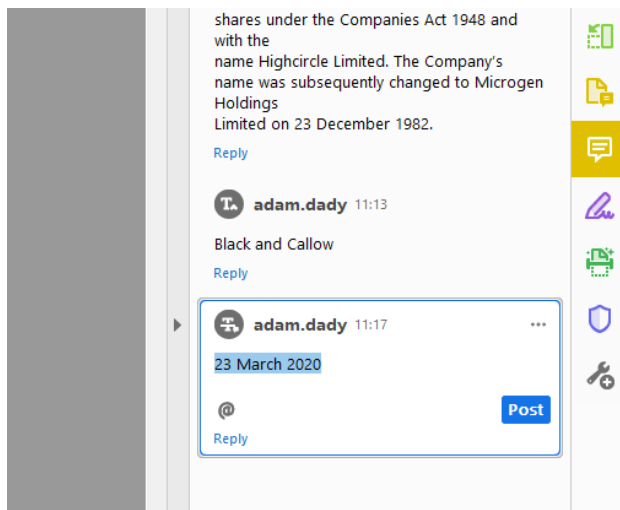 shares under the Companies Act 1948 and
with the
name Highcircle Limited. The Company's
name was subsequently changed to Microgen
Holdings
Limited on 23 December 1982.
Reply
adam.dady 11:13
Black and Callow
Reply
adam.dady 11:17
23 March 2020
@ Post
Reply